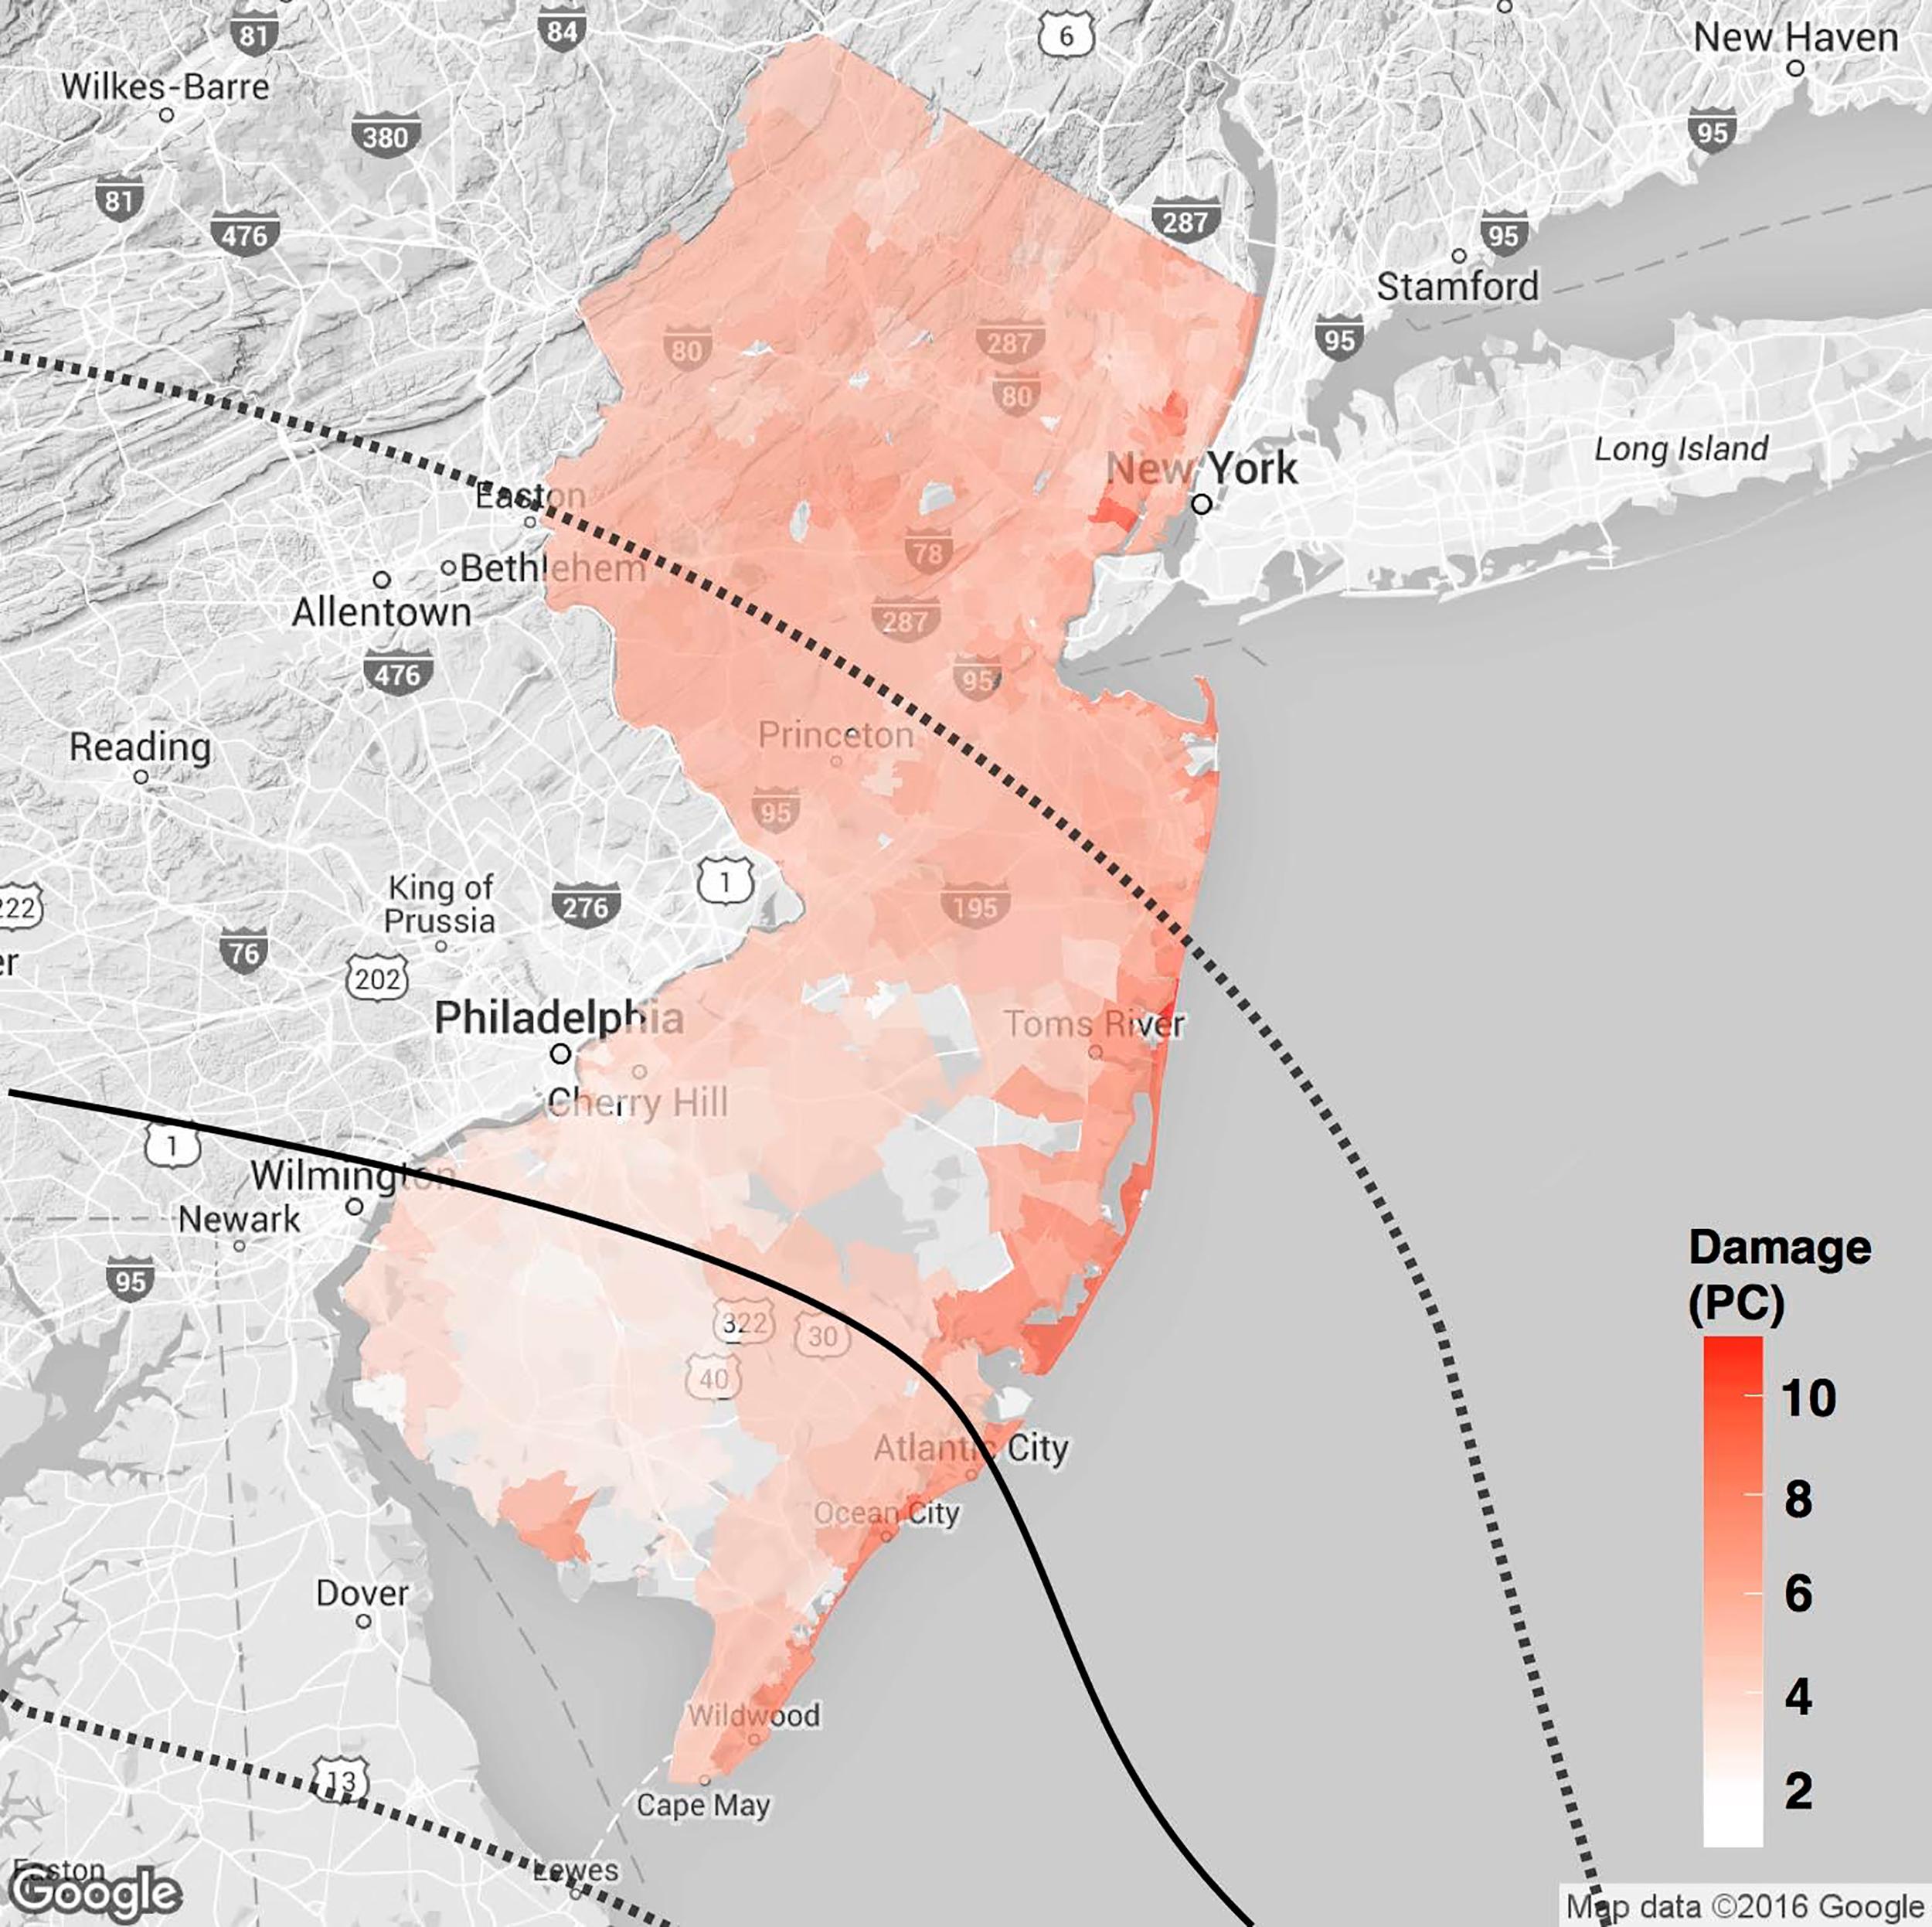 81
84
6
New Haven
Wilkes-Barre
380
95
81
476
287
95
Stamford
80
287
95
80
Long Island
New York
Easton
78
Bethlehem
Allentown
287
476
95
Princeton
Reading
95
1
King of
Prussia
276
195
222
76
202
er
Philadelphia
Toms River
Cherry Hill
1
Wilmington
Newark
95
322
30
40
Atlantic City
Ocean City
Dover
Wildwood
13
Cape May
Lewes
Easton
Google
Damage
(PC)
10
8
6
4
2
Map data ©2016 Google